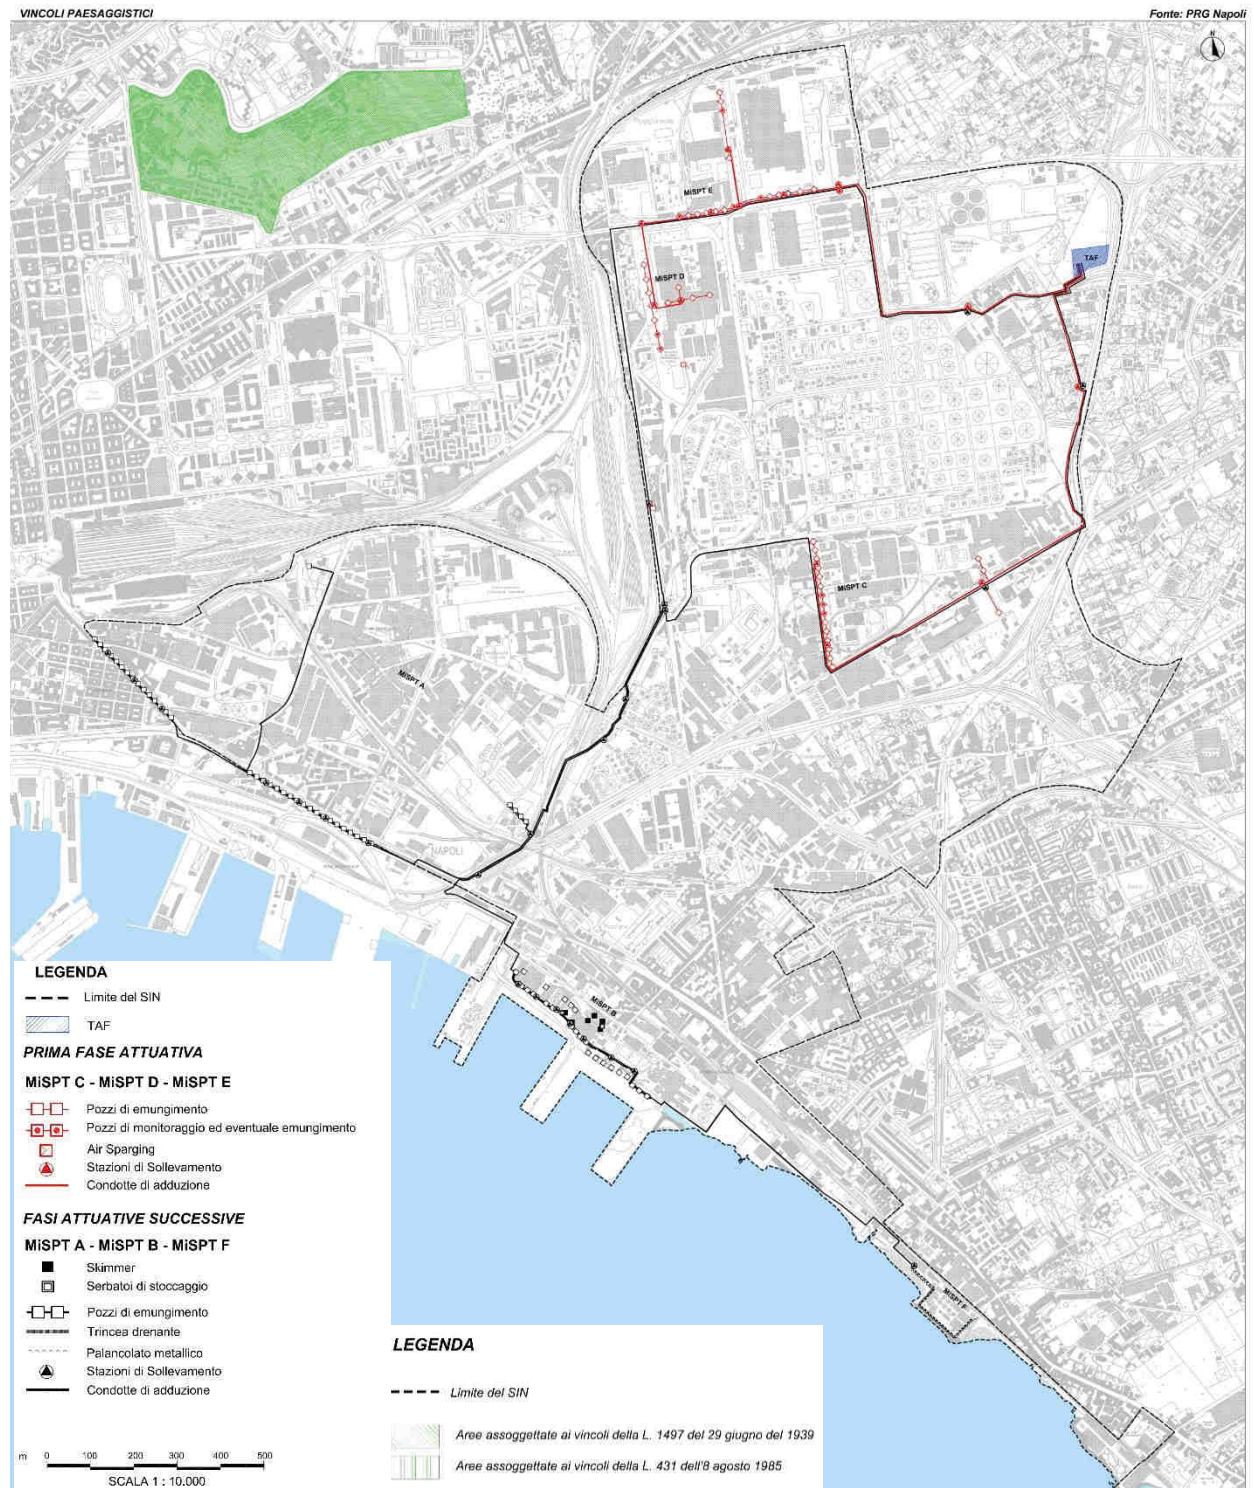 VINCOLI PAESAGGISTICI
Fonte: PRG Napoli
N
MiSPT E
TAF
MiSPT D
MiSPT C
MiSPT A
NAPOLI
MiSPT B
MiSPT F
LEGENDA
Limite del SIN
TAF
PRIMA FASE ATTUATIVA
MiSPT C - MiSPT D - MiSPT E
Pozzi di emungimento
Pozzi di monitoraggio ed eventuale emungimento
Air Sparging
Stazioni di Sollevamento
Condotte di adduzione
FASI ATTUATIVE SUCCESSIVE
MiSPT A - MiSPT B - MiSPT F
Skimmer
Serbatoi di stoccaggio
Pozzi di emungimento
Trincea drenante
Palancolato metallico
Stazioni di Sollevamento
Condotte di adduzione
m 0 100 200 300 400 500
SCALA 1 : 10.000
LEGENDA
Limite del SIN
Aree assoggettate ai vincoli della L. 1497 del 29 giugno del 1939
Aree assoggettate ai vincoli della L. 431 dell'8 agosto 1985